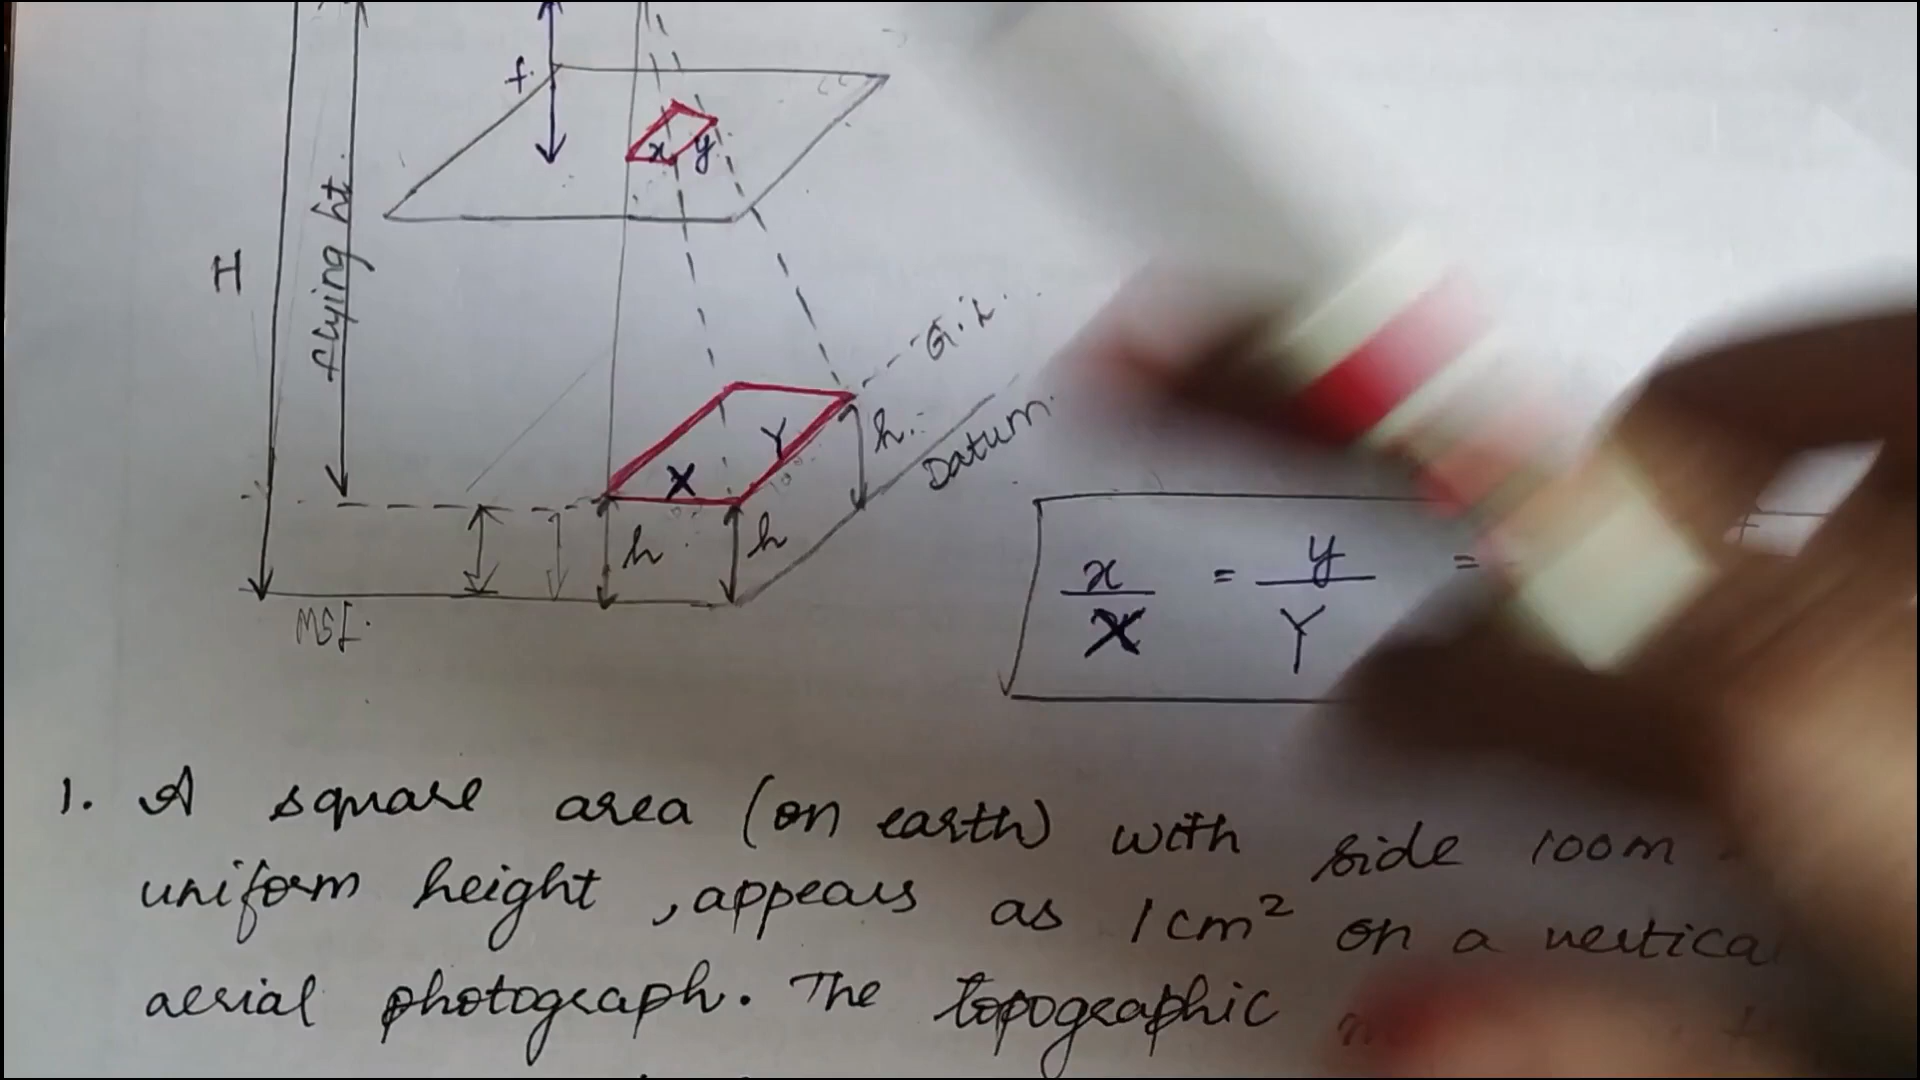 f.
x y
H
flying ht.
G.L.
X Y
h.
Datum.
h h
MSL.
x/X = y/Y =
1. A square area (on earth) with side 100m
uniform height, appears as 1cm² on a vertica
aerial photograph. The topographic